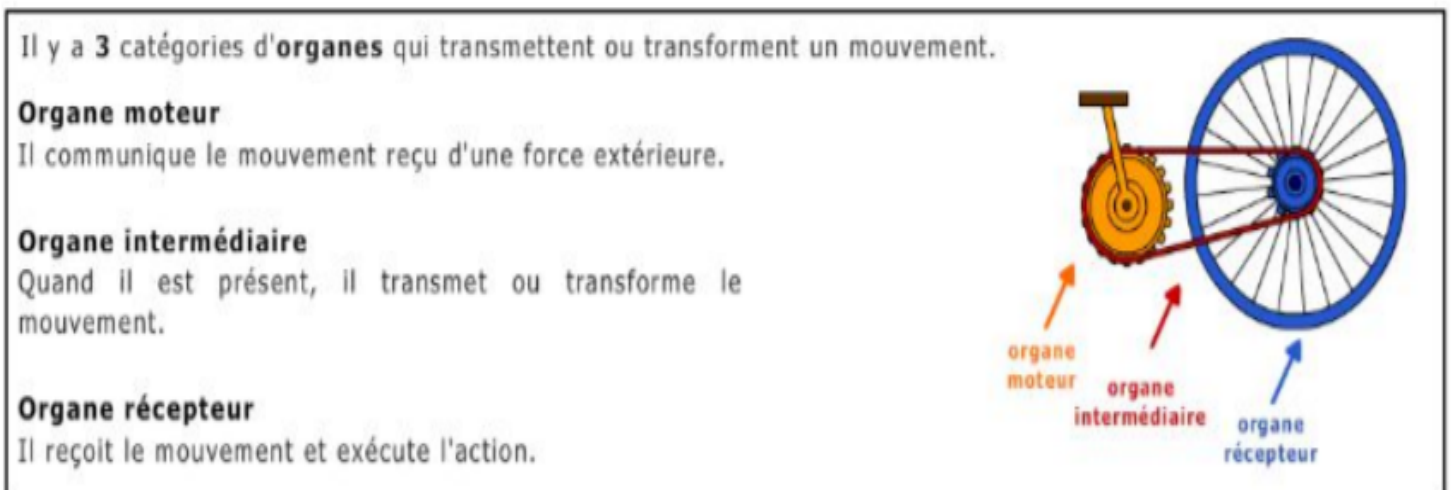 Il y a 3 catégories d'organes qui transmettent ou transforment un mouvement.
Organe moteur
Il communique le mouvement reçu d'une force extérieure.
Organe intermédiaire
Quand il est présent, il transmet ou transforme le
mouvement.
Organe récepteur
Il reçoit le mouvement et exécute l'action.
organe
moteur
organe
intermédiaire
organe
récepteur